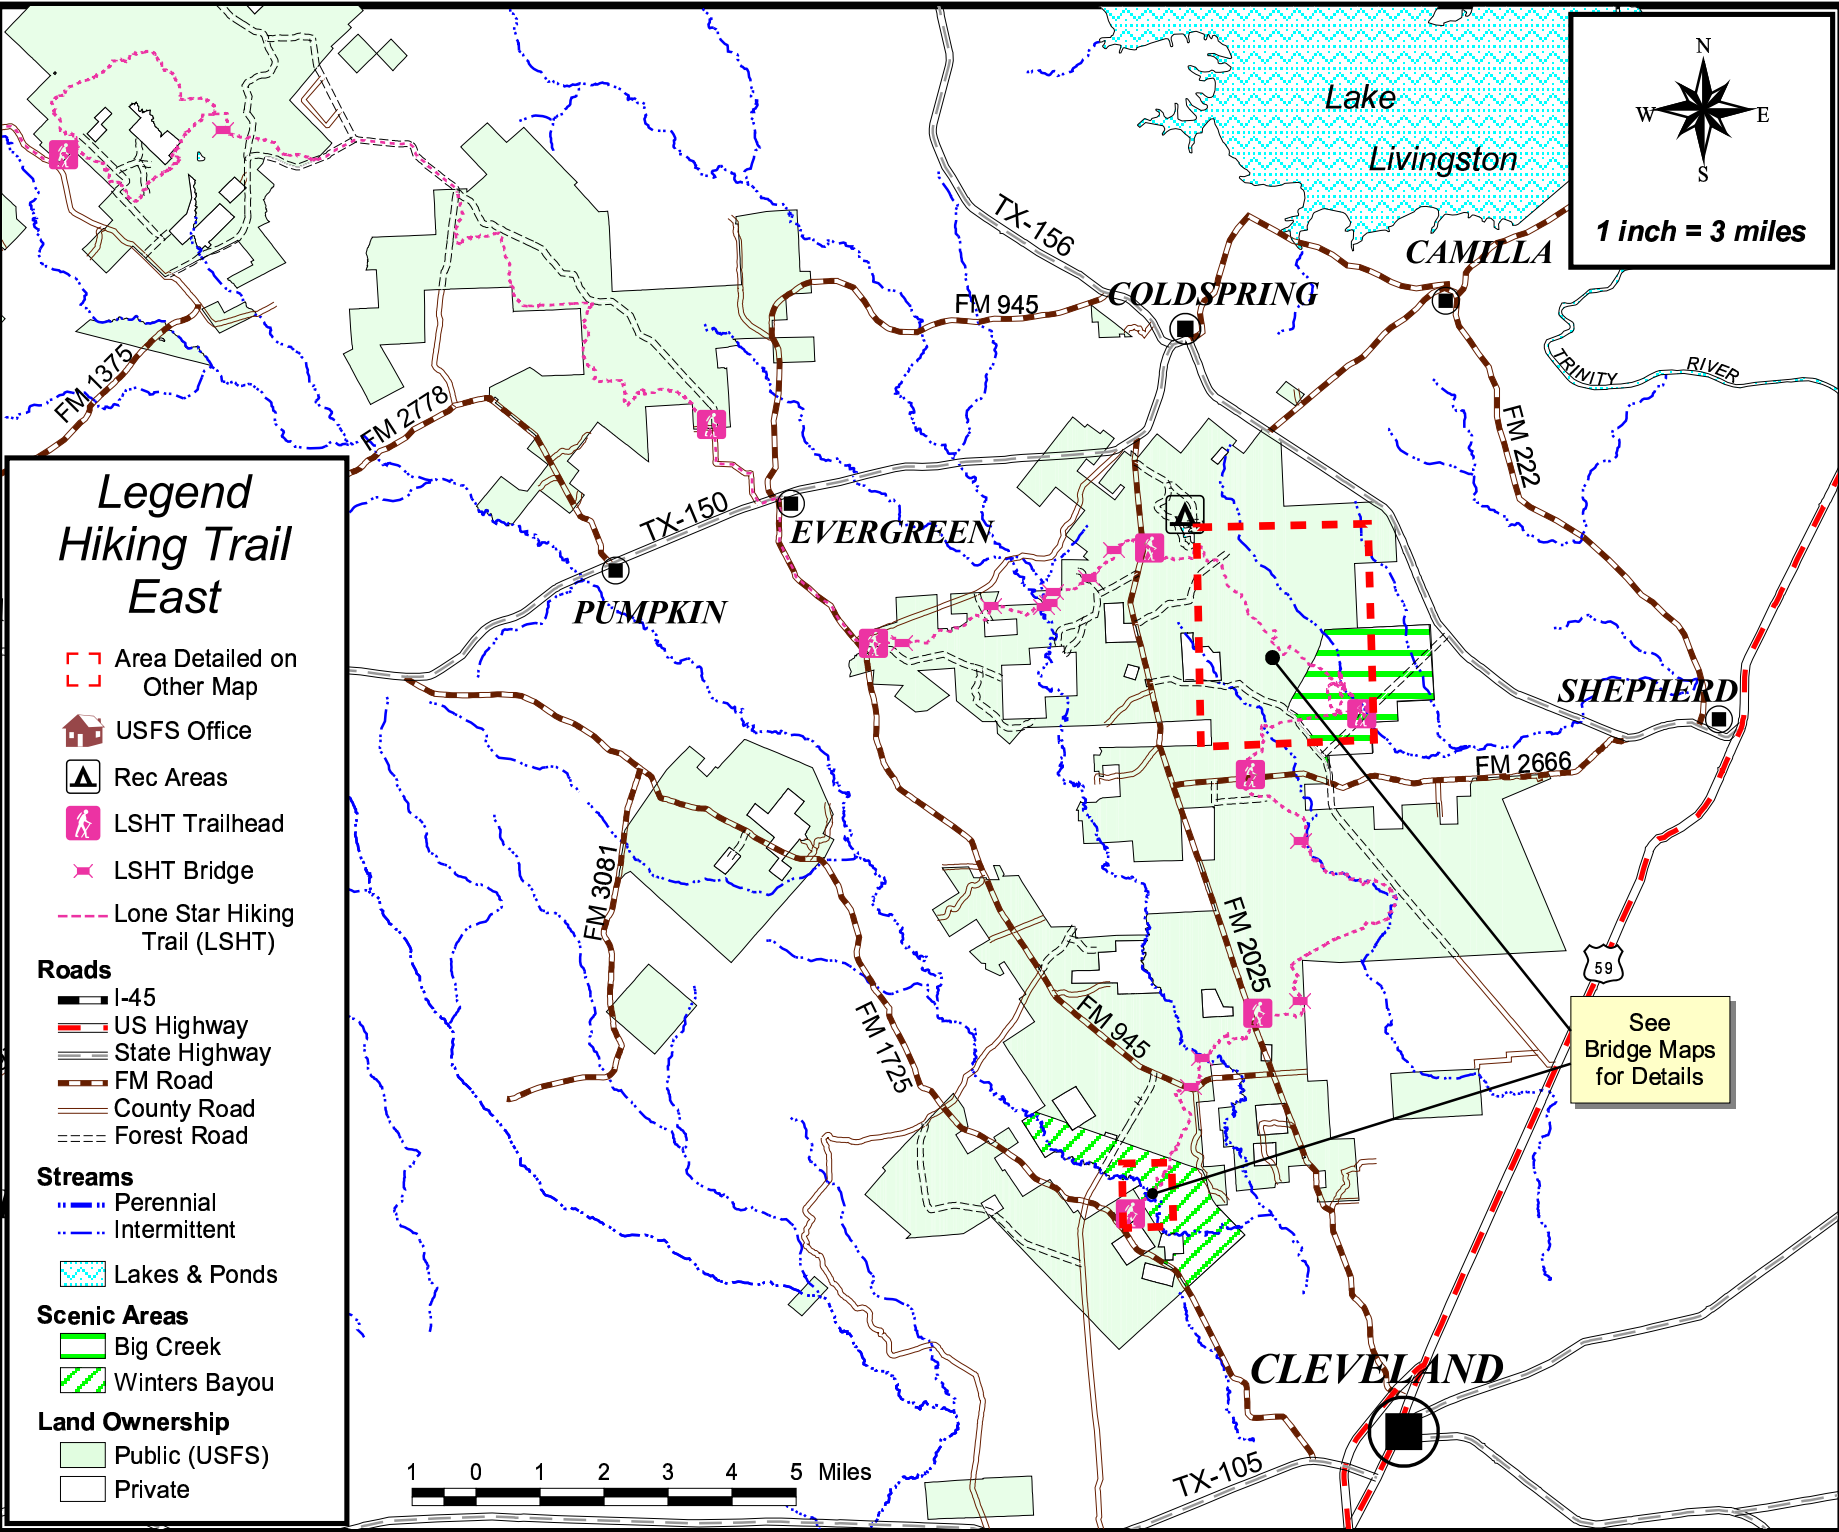 Lake
Livingston
N
W
E
S
1 inch = 3 miles
TX-156
CAMILLA
COLDSPRING
FM 945
TRINITY
RIVER
FM 1375
FM 2778
FM 222
TX-150
EVERGREEN
PUMPKIN
SHEPHERD
FM 2666
FM 3081
FM 2025
59
FM 945
FM 1725
See
Bridge Maps
for Details
CLEVELAND
TX-105
Legend
Hiking Trail
East
Area Detailed on
Other Map
USFS Office
Rec Areas
LSHT Trailhead
LSHT Bridge
Lone Star Hiking
Trail (LSHT)
Roads
I-45
US Highway
State Highway
FM Road
County Road
Forest Road
Streams
Perennial
Intermittent
Lakes & Ponds
Scenic Areas
Big Creek
Winters Bayou
Land Ownership
Public (USFS)
Private
1 0 1 2 3 4 5 Miles